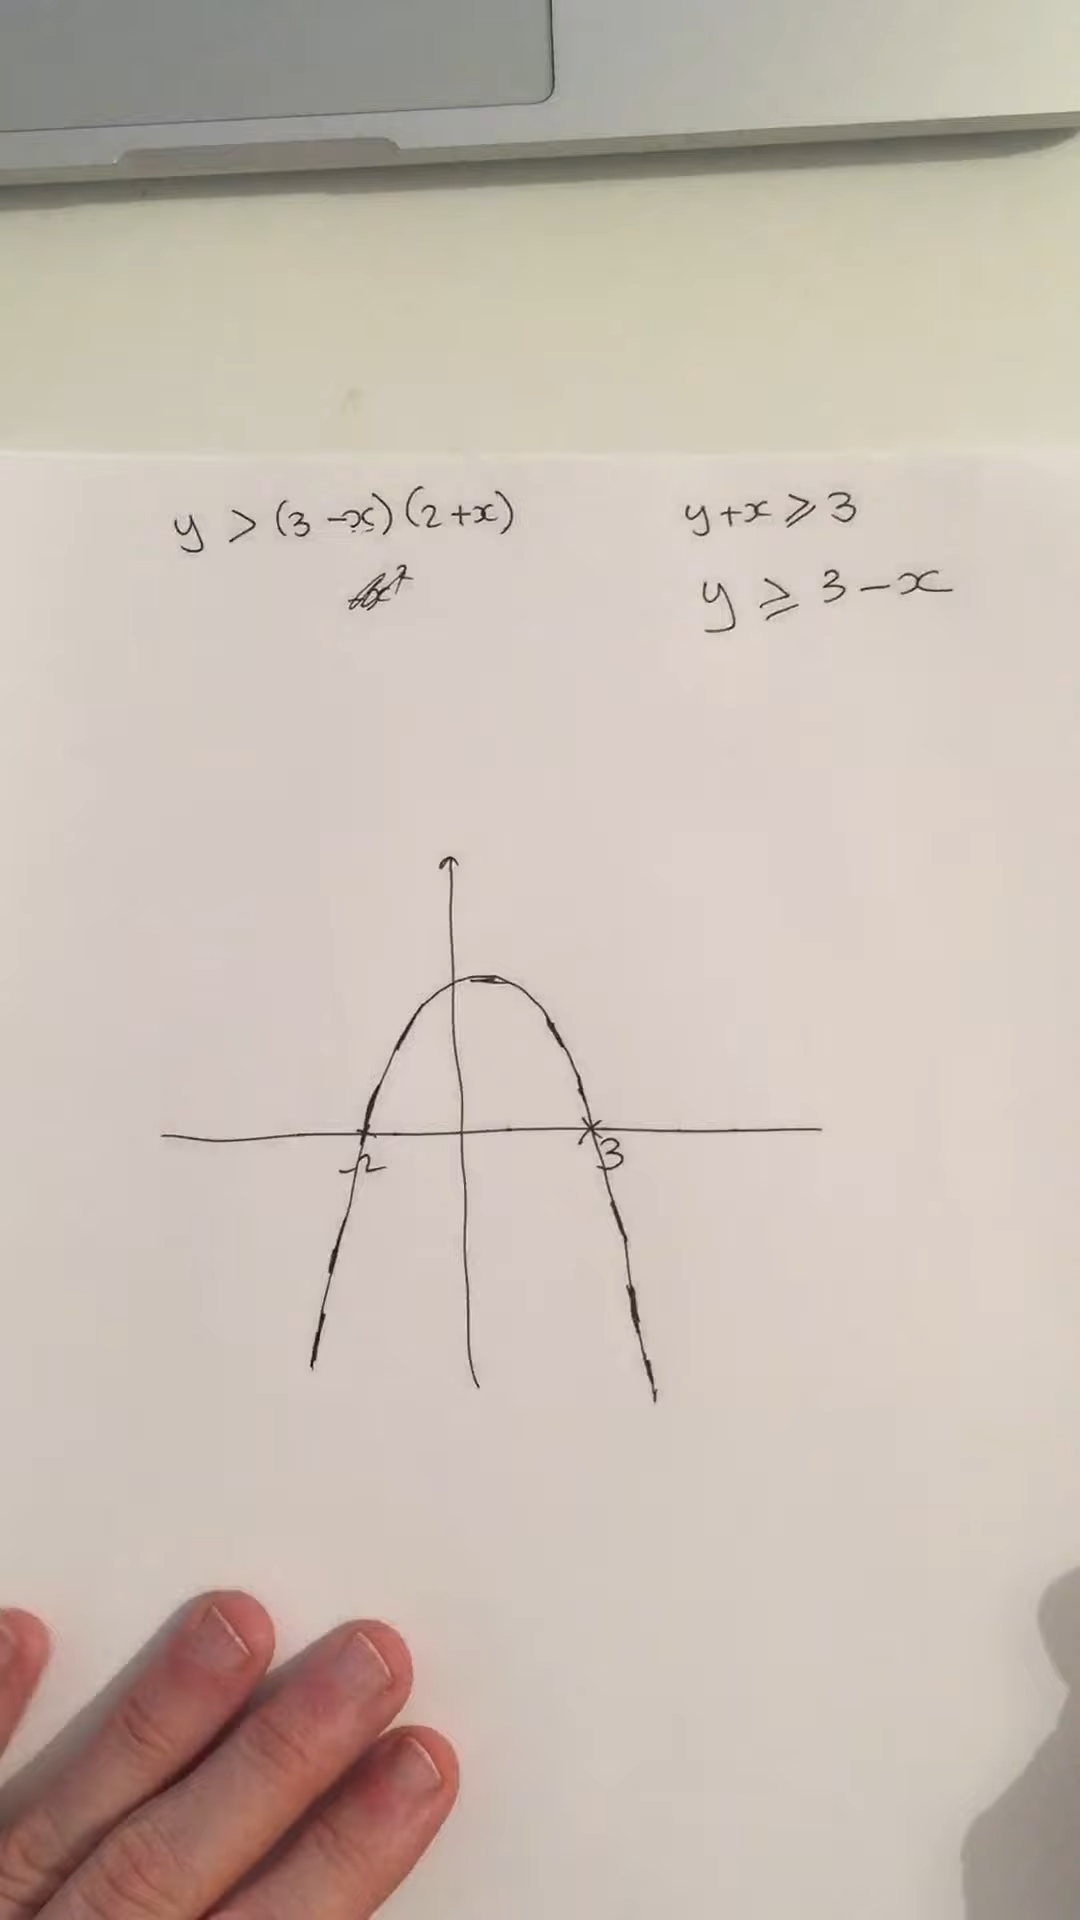 y > (3 -x)(2 +x)
y+x ⩾ 3
y ⩾ 3-x
-2
3